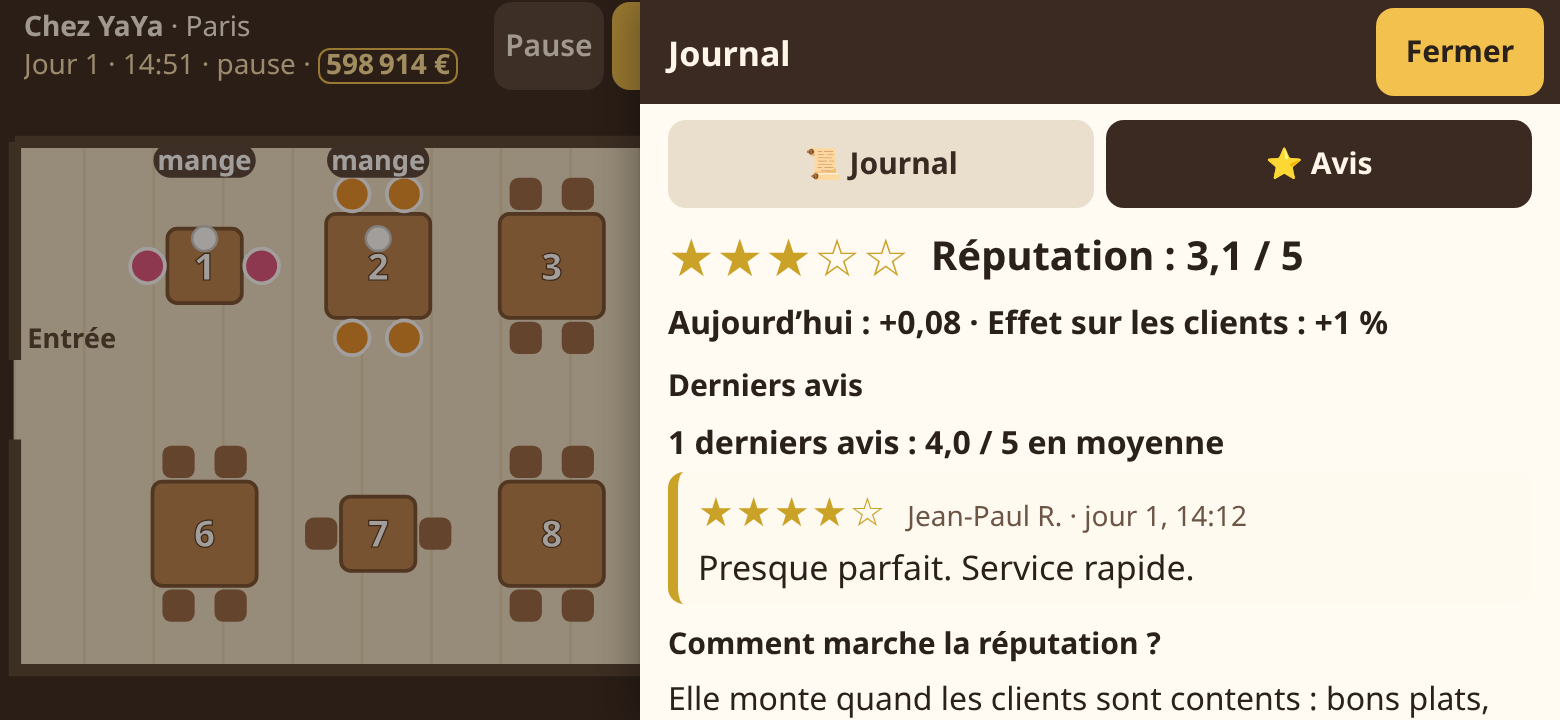 Chez YaYa · Paris
Jour 1 · 14:51 · pause · 598 914 €
Pause
mange
mange
1
2
3
Entrée
6
7
8
Journal
Fermer
📜 Journal
⭐ Avis
★★★☆☆ Réputation : 3,1 / 5
Aujourd’hui : +0,08 · Effet sur les clients : +1 %
Derniers avis
1 derniers avis : 4,0 / 5 en moyenne
★★★★☆ Jean-Paul R. · jour 1, 14:12
Presque parfait. Service rapide.
Comment marche la réputation ?
Elle monte quand les clients sont contents : bons plats,